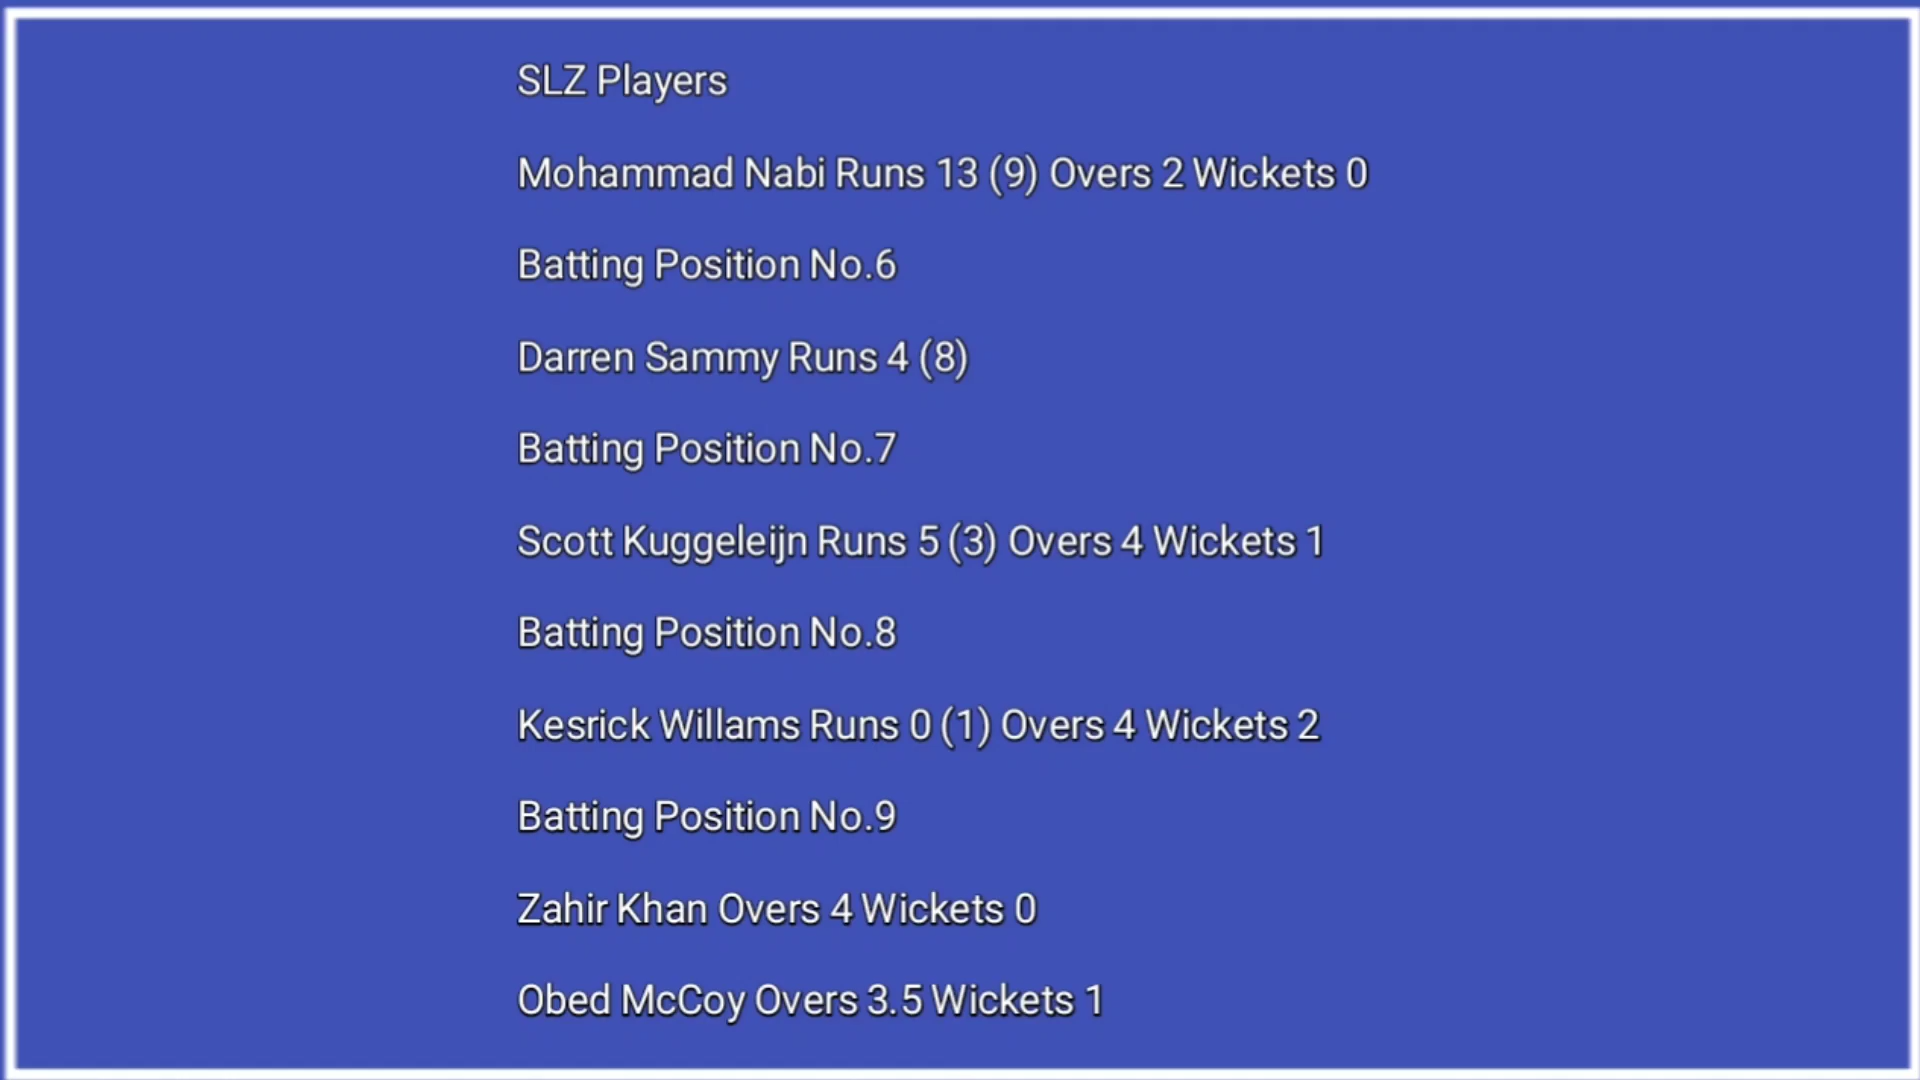 SLZ Players
Mohammad Nabi Runs 13 (9) Overs 2 Wickets 0
Batting Position No.6
Darren Sammy Runs 4 (8)
Batting Position No.7
Scott Kuggeleijn Runs 5 (3) Overs 4 Wickets 1
Batting Position No.8
Kesrick Willams Runs 0 (1) Overs 4 Wickets 2
Batting Position No.9
Zahir Khan Overs 4 Wickets 0
Obed McCoy Overs 3.5 Wickets 1